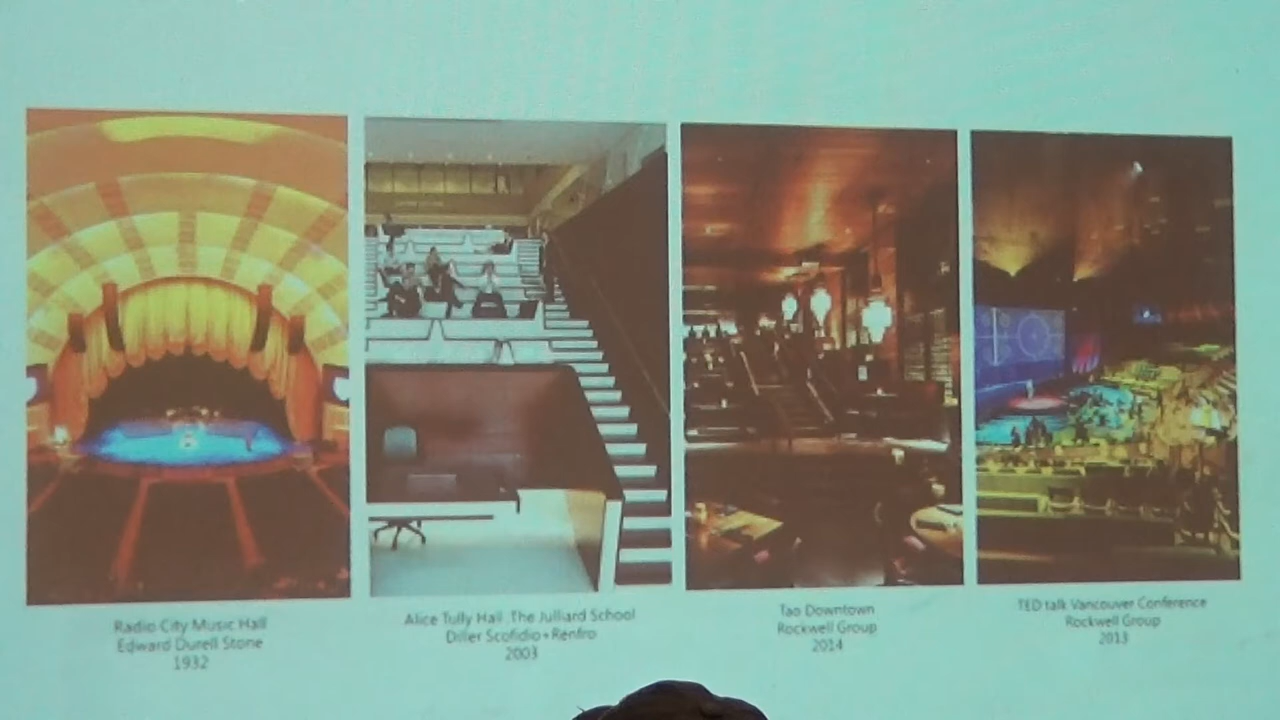 Radio City Music Hall
Edward Durell Stone
1932
Alice Tully Hall .The Julliard School
Diller Scofidio+Renfro
2003
Tao Downtown
Rockwell Group
2014
TED talk Vancouver Conference
Rockwell Group
2013